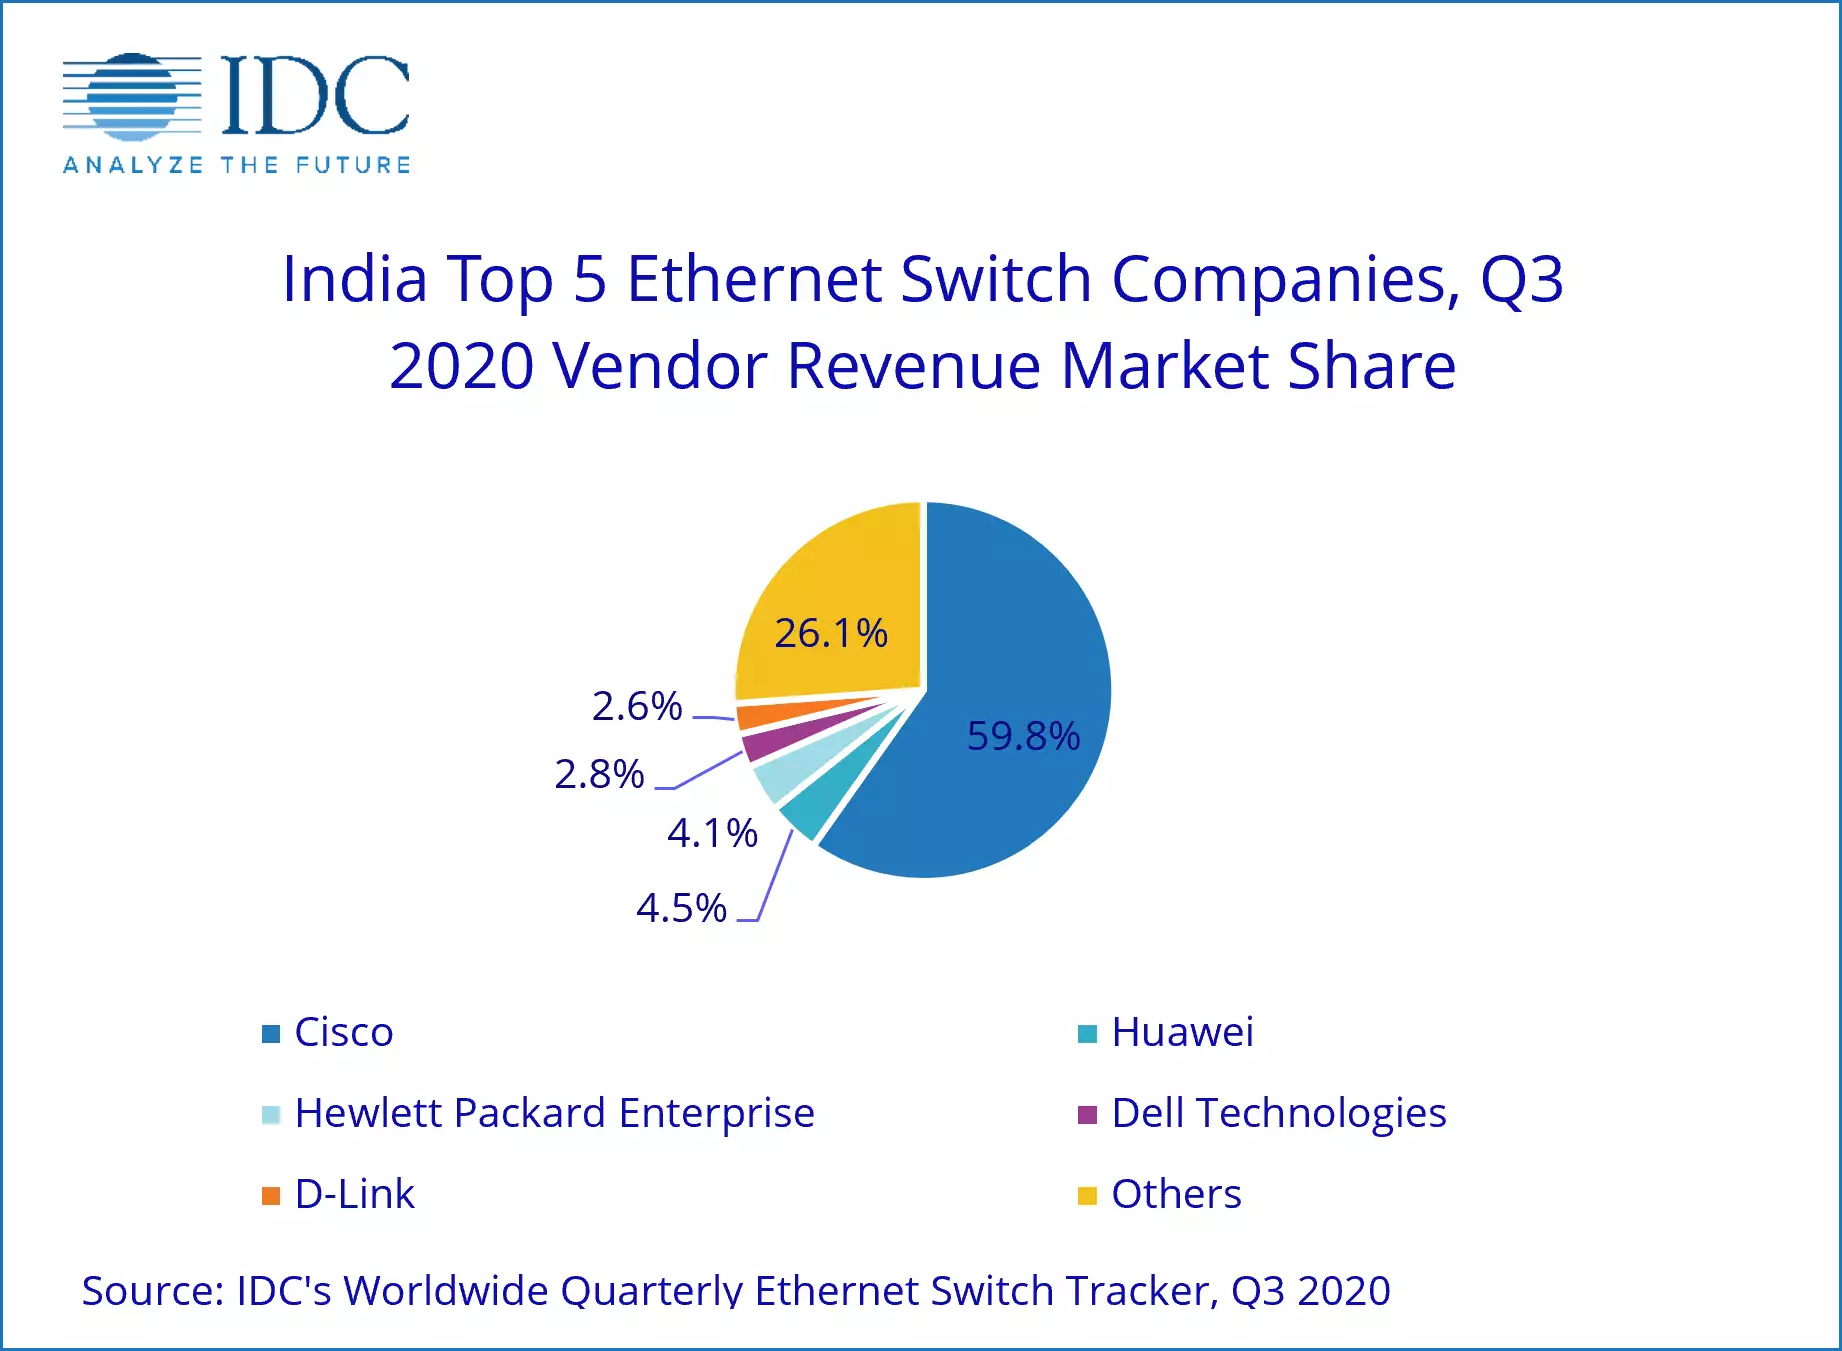 IDC
ANALYZE THE FUTURE
India Top 5 Ethernet Switch Companies, Q3
2020 Vendor Revenue Market Share
26.1%
2.6%
59.8%
2.8%
4.1%
4.5%
Cisco
Huawei
Hewlett Packard Enterprise
Dell Technologies
D-Link
Others
Source: IDC's Worldwide Quarterly Ethernet Switch Tracker, Q3 2020